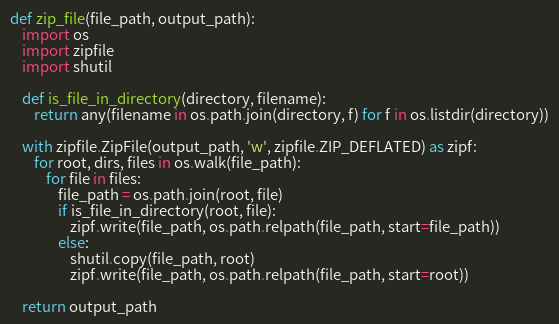 def zip_file(file_path, output_path):
    import os
    import zipfile
    import shutil

    def is_file_in_directory(directory, filename):
        return any(filename in os.path.join(directory, f) for f in os.listdir(directory))

    with zipfile.ZipFile(output_path, 'w', zipfile.ZIP_DEFLATED) as zipf:
        for root, dirs, files in os.walk(file_path):
            for file in files:
                file_path = os.path.join(root, file)
                if is_file_in_directory(root, file):
                    zipf.write(file_path, os.path.relpath(file_path, start=file_path))
                else:
                    shutil.copy(file_path, root)
                    zipf.write(file_path, os.path.relpath(file_path, start=root))

    return output_path